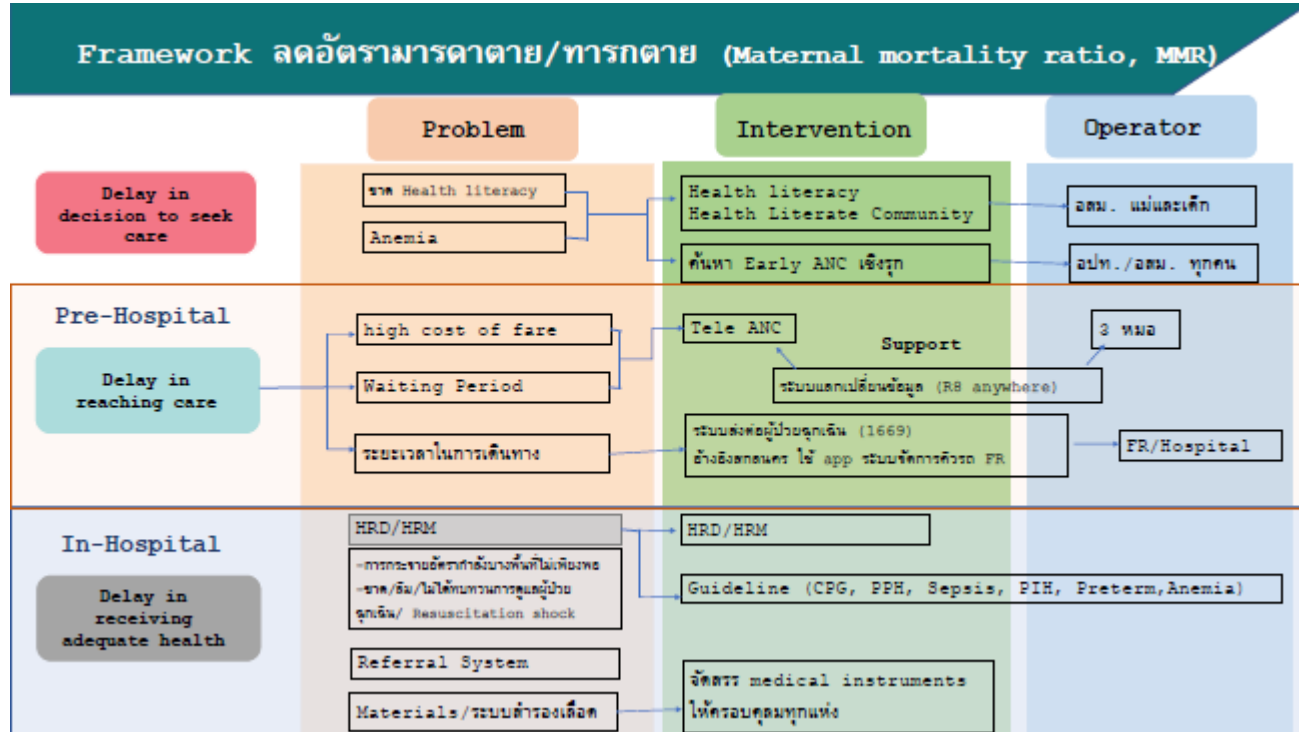 Framework ลดอัตรามารดาตาย/ทารกตาย (Maternal mortality ratio, MMR)
Problem
Intervention
Operator
Delay in
decision to seek
care
ขาด Health literacy
Anemia
Health literacy
Health Literate Community
อสม. แม่และเด็ก
ค้นหา Early ANC เชิงรุก
อปท./อสม. ทุกคน
Pre-Hospital
Delay in
reaching care
high cost of fare
Waiting Period
ระยะเวลาในการเดินทาง
Tele ANC
Support
3 หมอ
ระบบแลกเปลี่ยนข้อมูล (R8 anywhere)
ระบบส่งต่อผู้ป่วยฉุกเฉิน (1669)
อ้างอิงสกลนคร ใช้ app ระบบจัดการคิวรถ FR
FR/Hospital
In-Hospital
Delay in
receiving
adequate health
HRD/HRM
-การกระจายอัตรากำลังบางพื้นที่ไม่เพียงพอ
-ขาด/ลืม/ไม่ได้ทบทวนการดูแลผู้ป่วย
ฉุกเฉิน/ Resuscitation shock
Referral System
Materials/ระบบสำรองเลือด
HRD/HRM
Guideline (CPG, PPH, Sepsis, PIH, Preterm,Anemia)
จัดสรร medical instruments
ให้ครอบคลุมทุกแห่ง